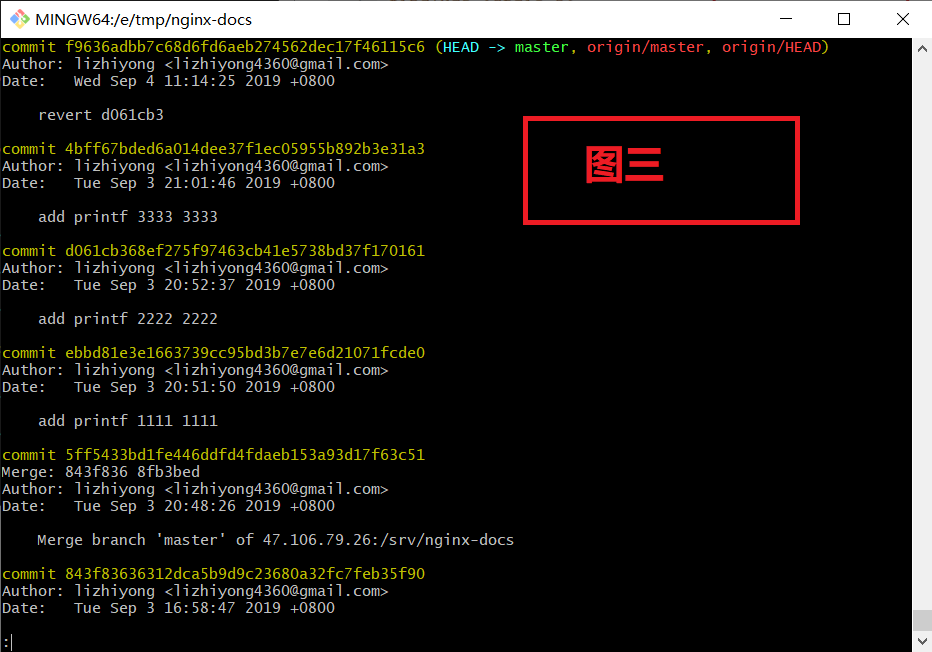 MINGW64:/e/tmp/nginx-docs
commit f9636adbb7c68d6fd6aeb274562dec17f46115c6 (HEAD -> master, origin/master, origin/HEAD)
Author: lizhiyong <lizhiyong4360@gmail.com>
Date:   Wed Sep 4 11:14:25 2019 +0800
revert d061cb3
图三
commit 4bff67bded6a014dee37f1ec05955b892b3e31a3
Author: lizhiyong <lizhiyong4360@gmail.com>
Date:   Tue Sep 3 21:01:46 2019 +0800
add printf 3333 3333
commit d061cb368ef275f97463cb41e5738bd37f170161
Author: lizhiyong <lizhiyong4360@gmail.com>
Date:   Tue Sep 3 20:52:37 2019 +0800
add printf 2222 2222
commit ebbd81e3e1663739cc95bd3b7e7e6d21071fcde0
Author: lizhiyong <lizhiyong4360@gmail.com>
Date:   Tue Sep 3 20:51:50 2019 +0800
add printf 1111 1111
commit 5ff5433bd1fe446ddfd4fdaeb153a93d17f63c51
Merge: 843f836 8fb3bed
Author: lizhiyong <lizhiyong4360@gmail.com>
Date:   Tue Sep 3 20:48:26 2019 +0800
Merge branch 'master' of 47.106.79.26:/srv/nginx-docs
commit 843f83636312dca5b9d9c23680a32fc7feb35f90
Author: lizhiyong <lizhiyong4360@gmail.com>
Date:   Tue Sep 3 16:58:47 2019 +0800
: